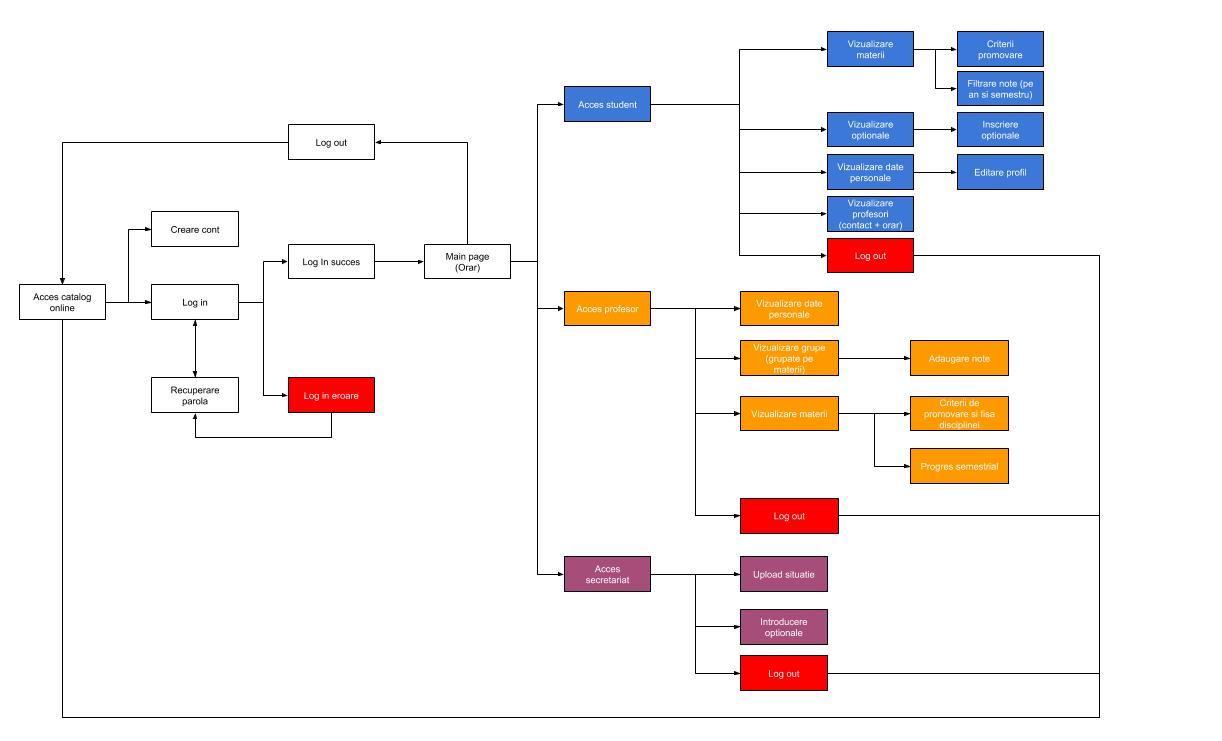 Vizualizare
materii
Criterii
promovare
Filtrare note (pe
an si semestru)
Acces student
Vizualizare
optionale
Inscriere
optionale
Log out
Vizualizare date
personale
Editare profil
Vizualizare
profesori
(contact + orar)
Creare cont
Log In succes
Main page
(Orar)
Log out
Acces catalog
online
Log in
Acces profesor
Vizualizare date
personale
Vizualizare grupe
(grupate pe
materii)
Adaugare note
Recuperare
parola
Log in eroare
Vizualizare materii
Criterii de
promovare si fisa
disciplinei
Progres semestrial
Log out
Acces
secretariat
Upload situatie
Introducere
optionale
Log out